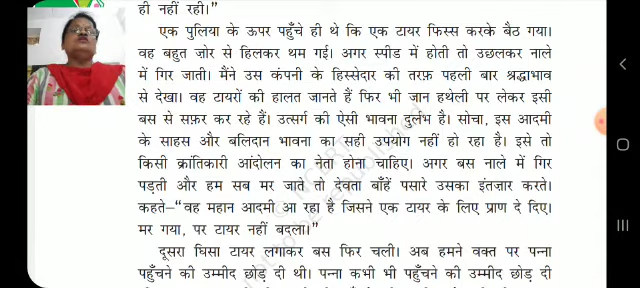 ही नहीं रही।”
एक पुलिया के ऊपर पहुँचे ही थे कि एक टायर फिस्स करके बैठ गया।
वह बहुत ज़ोर से हिलकर थम गई। अगर स्पीड में होती तो उछलकर नाले
में गिर जाती। मैंने उस कंपनी के हिस्सेदार की तरफ़ पहली बार श्रद्धाभाव
से देखा। वह टायरों की हालत जानते हैं फिर भी जान हथेली पर लेकर इसी
बस से सफ़र कर रहे हैं। उत्सर्ग की ऐसी भावना दुर्लभ है। सोचा, इस आदमी
के साहस और बलिदान भावना का सही उपयोग नहीं हो रहा है। इसे तो
किसी क्रांतिकारी आंदोलन का नेता होना चाहिए। अगर बस नाले में गिर
पड़ती और हम सब मर जाते तो देवता बाँहें पसारे उसका इंतज़ार करते।
कहते–“वह महान आदमी आ रहा है जिसने एक टायर के लिए प्राण दे दिए।
मर गया, पर टायर नहीं बदला।”
दूसरा घिसा टायर लगाकर बस फिर चली। अब हमने वक्त पर पन्ना
पहुँचने की उम्मीद छोड़ दी थी। पन्ना कभी भी पहुँचने की उम्मीद छोड़ दी